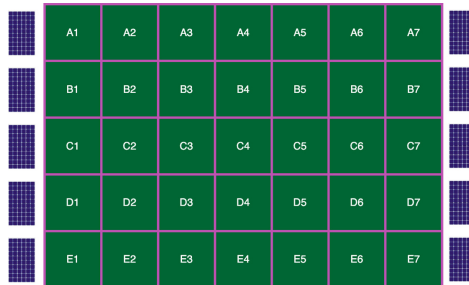 A1 A2 A3 A4 A5 A6 A7
B1 B2 B3 B4 B5 B6 B7
C1 C2 C3 C4 C5 C6 C7
D1 D2 D3 D4 D5 D6 D7
E1 E2 E3 E4 E5 E6 E7